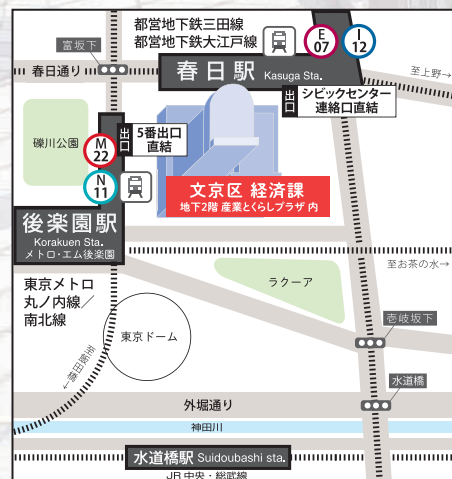 都営地下鉄三田線
都営地下鉄大江戸線
E
07
I
12
富坂下
春日通り
春日駅 Kasuga Sta.
至上野→
出口
シビックセンター
連絡口直結
出口
5番出口
直結
礫川公園
M
22
N
11
文京区 経済課
地下2階 産業とくらしプラザ 内
後楽園駅
Korakuen Sta.
メトロ・エム後楽園
至お茶の水→
東京メトロ
丸ノ内線／
南北線
ラクーア
壱岐坂下
東京ドーム
至飯田橋→
水道橋
外堀通り
神田川
水道橋駅 Suidoubashi sta.
JR中央・総武線